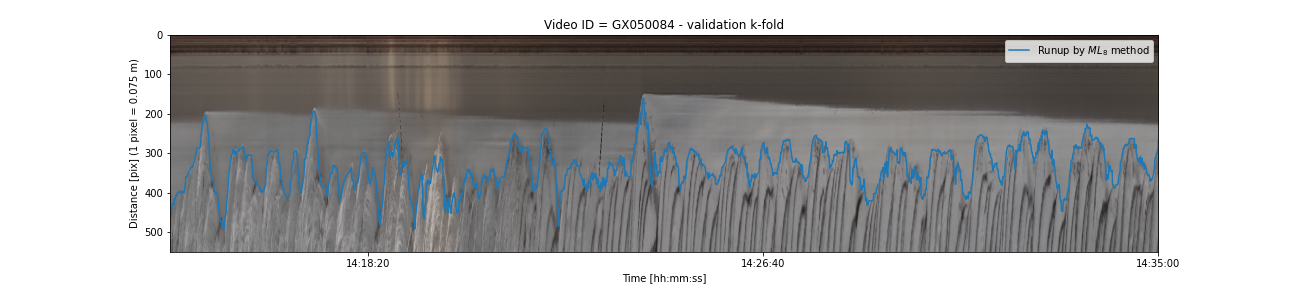 Video ID = GX050084 - validation k-fold
Runup by ML₈ method
Distance [pix] (1 pixel = 0.075 m)
0
100
200
300
400
500
14:18:20
14:26:40
14:35:00
Time [hh:mm:ss]